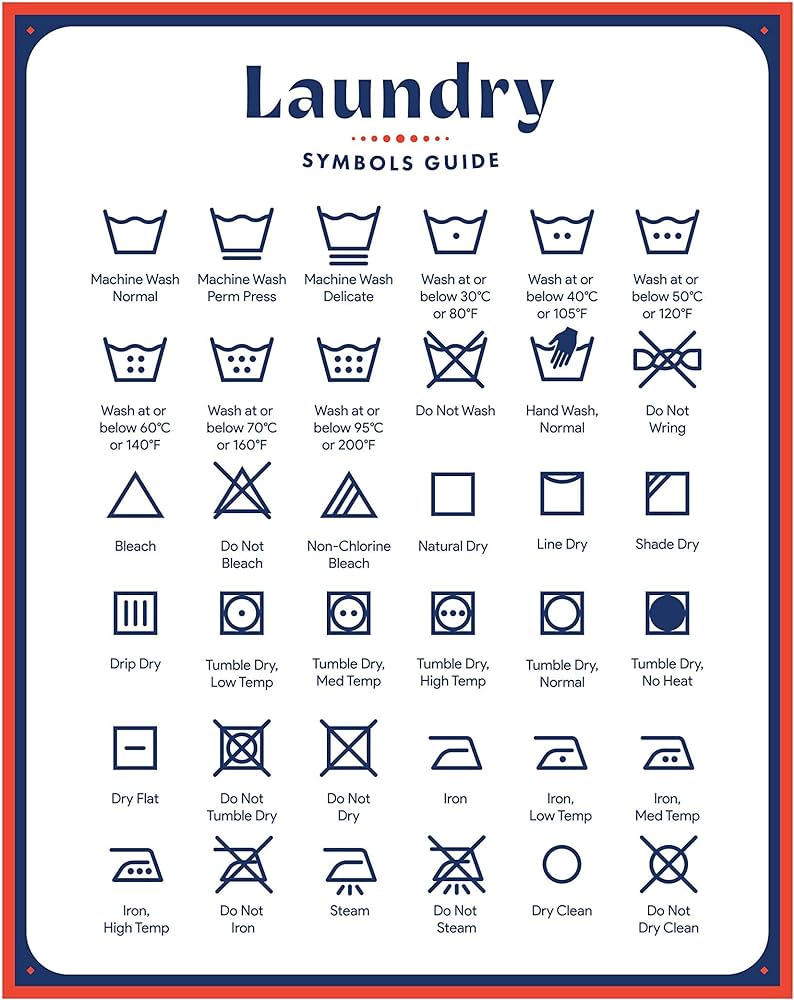 Laundry
SYMBOLS GUIDE
Machine Wash
Normal
Machine Wash
Perm Press
Machine Wash
Delicate
Wash at or
below 30°C
or 80°F
Wash at or
below 40°C
or 105°F
Wash at or
below 50°C
or 120°F
Wash at or
below 60°C
or 140°F
Wash at or
below 70°C
or 160°F
Wash at or
below 95°C
or 200°F
Do Not Wash
Hand Wash,
Normal
Do Not
Wring
Bleach
Do Not
Bleach
Non-Chlorine
Bleach
Natural Dry
Line Dry
Shade Dry
Drip Dry
Tumble Dry,
Low Temp
Tumble Dry,
Med Temp
Tumble Dry,
High Temp
Tumble Dry,
Normal
Tumble Dry,
No Heat
Dry Flat
Do Not
Tumble Dry
Do Not
Dry
Iron
Iron,
Low Temp
Iron,
Med Temp
Iron,
High Temp
Do Not
Iron
Steam
Do Not
Steam
Dry Clean
Do Not
Dry Clean